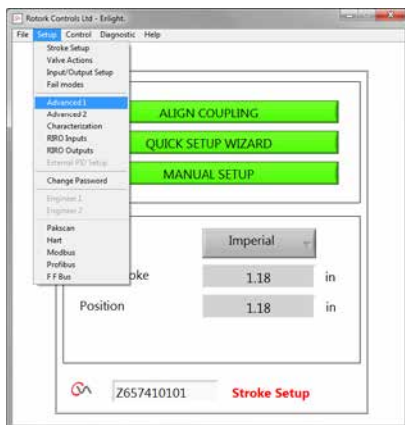 Rotork Controls Ltd - Enlight.
File Setup Control Diagnostic Help
Stroke Setup
Valve Actions
Input/Output Setup
Fail modes
Advanced 1
Advanced 2
Characterization
RIRO Inputs
RIRO Outputs
External PID Setup
Change Password
Engineer 1
Engineer 2
Pakscan
Hart
Modbus
Profibus
F F Bus
ALIGN COUPLING
QUICK SETUP WIZARD
MANUAL SETUP
Imperial
oke 1.18 in
Position 1.18 in
Z657410101 Stroke Setup